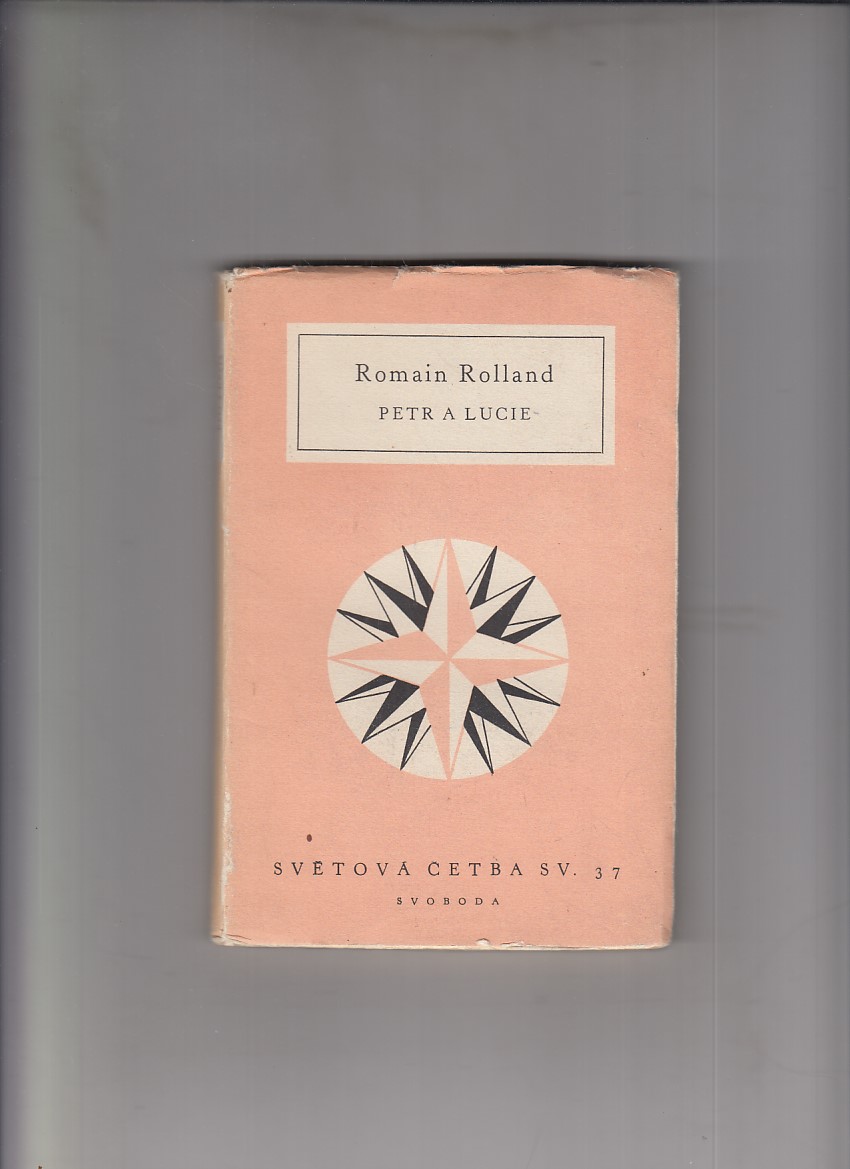 Romain Rolland
PETR A LUCIE
SVĚTOVÁ ČETBA SV. 37
SVOBODA